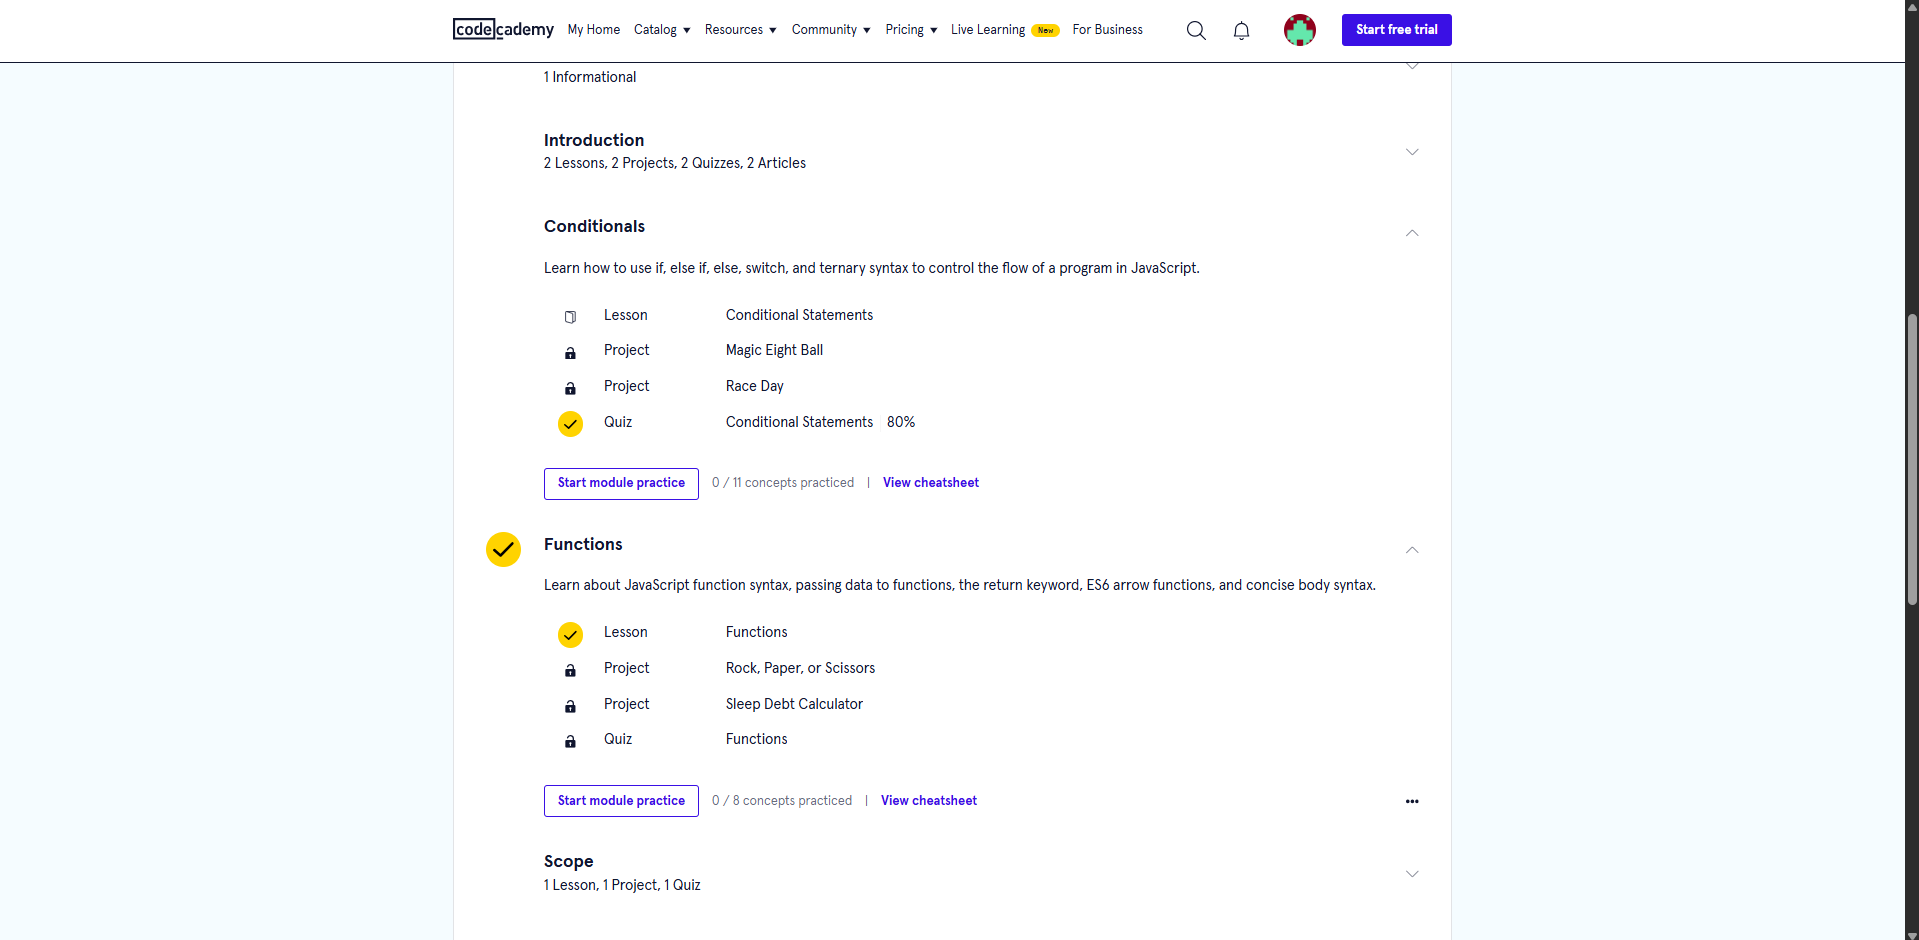 codecademy My Home Catalog Resources Community Pricing Live Learning New For Business Start free trial
1 Informational
Introduction
2 Lessons, 2 Projects, 2 Quizzes, 2 Articles
Conditionals
Learn how to use if, else if, else, switch, and ternary syntax to control the flow of a program in JavaScript.
Lesson Conditional Statements
Project Magic Eight Ball
Project Race Day
Quiz Conditional Statements 80%
Start module practice 0 / 11 concepts practiced | View cheatsheet
Functions
Learn about JavaScript function syntax, passing data to functions, the return keyword, ES6 arrow functions, and concise body syntax.
Lesson Functions
Project Rock, Paper, or Scissors
Project Sleep Debt Calculator
Quiz Functions
Start module practice 0 / 8 concepts practiced | View cheatsheet
Scope
1 Lesson, 1 Project, 1 Quiz